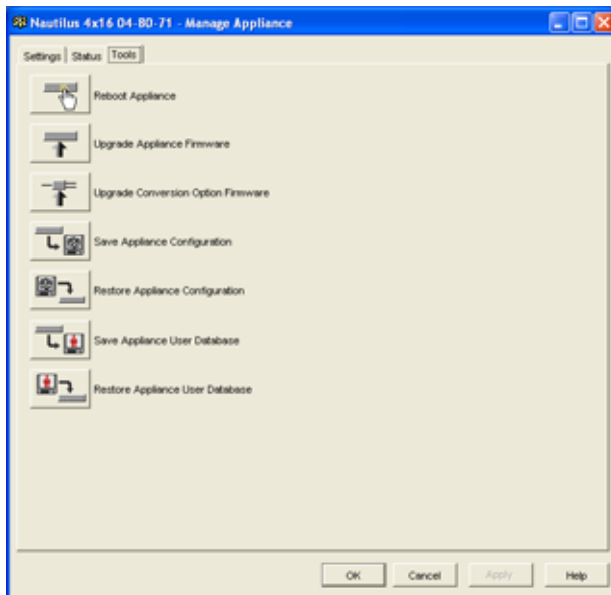 Nautilus 4x16 04-80-71 - Manage Appliance
Settings Status Tools
Reboot Appliance
Upgrade Appliance Firmware
Upgrade Conversion Option Firmware
Save Appliance Configuration
Restore Appliance Configuration
Save Appliance User Database
Restore Appliance User Database
OK Cancel Apply Help